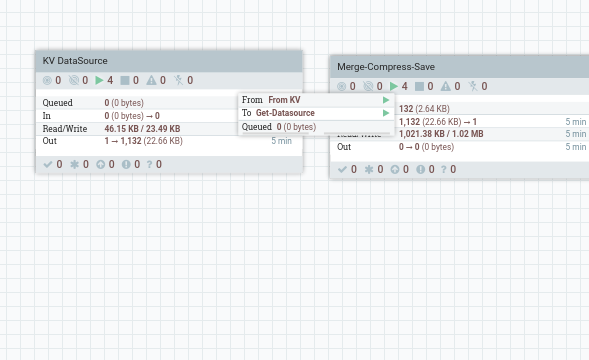 KV DataSource
0 0 4 0 0 0
Queued 0 (0 bytes)
In 0 (0 bytes) → 0
Read/Write 46.15 KB / 23.49 KB
Out 1 → 1,132 (22.66 KB) 5 min
0 0 0 0 ? 0
From From KV
To Get-Datasource
Queued 0 (0 bytes)
Merge-Compress-Save
0 0 4 0 0 0
132 (2.64 KB)
1,132 (22.66 KB) → 1 5 min
Read/Write 1,021.38 KB / 1.02 MB 5 min
Out 0 → 0 (0 bytes) 5 min
0 0 0 0 ? 0